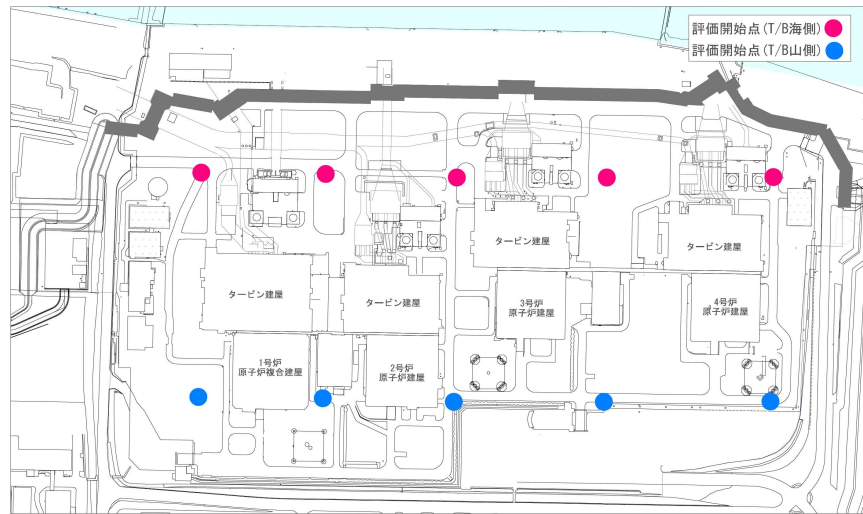 評価開始点(T/B海側)
評価開始点(T/B山側)
タービン建屋
タービン建屋
タービン建屋
タービン建屋
3号炉
原子炉建屋
4号炉
原子炉建屋
1号炉
原子炉複合建屋
2号炉
原子炉建屋